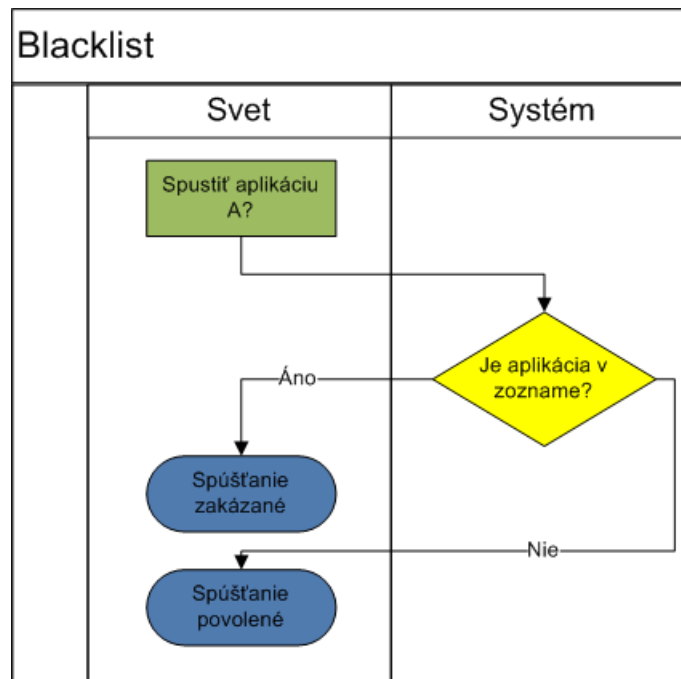 Blacklist
Svet
Systém
Spustiť aplikáciu
A?
Je aplikácia v
zozname?
Áno
Spúšťanie
zakázané
Nie
Spúšťanie
povolené